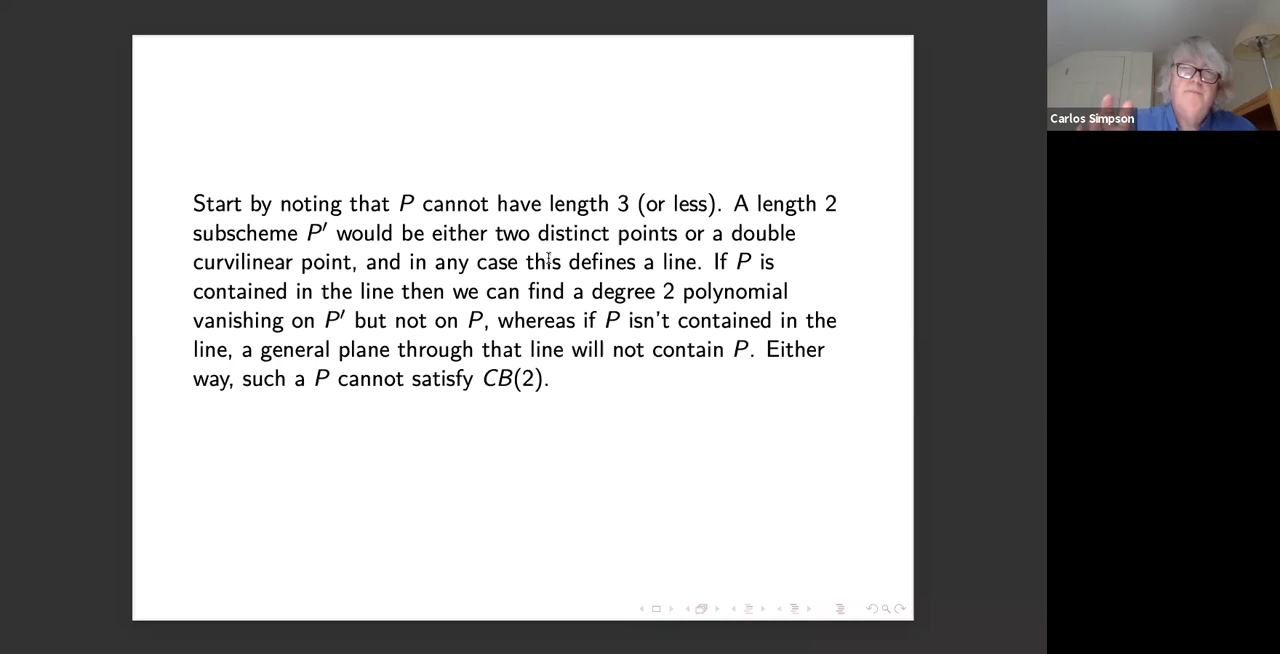 Start by noting that P cannot have length 3 (or less). A length 2
subscheme P′ would be either two distinct points or a double
curvilinear point, and in any case this defines a line. If P is
contained in the line then we can find a degree 2 polynomial
vanishing on P′ but not on P, whereas if P isn't contained in the
line, a general plane through that line will not contain P. Either
way, such a P cannot satisfy CB(2).
Carlos Simpson